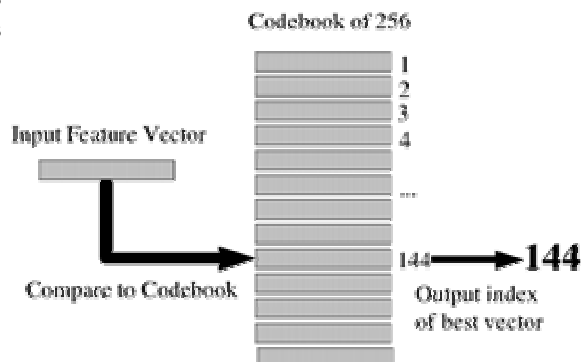 Codebook of 256
1
2
3
4
Input Feature Vector
...
144
144
Compare to Codebook
Output index
of best vector